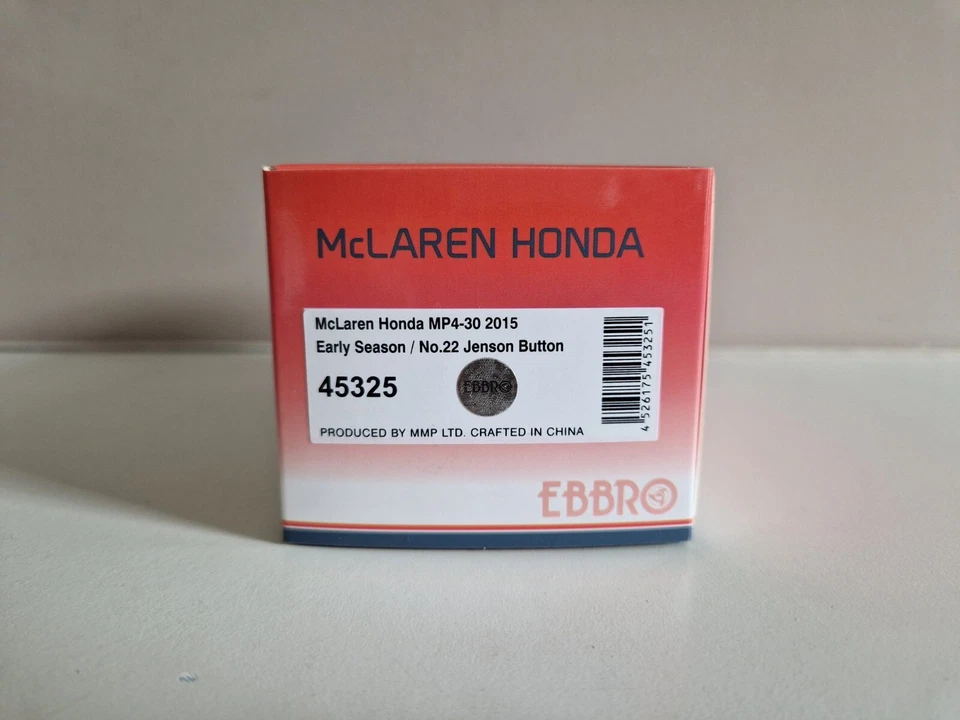 McLAREN HONDA
McLaren Honda MP4-30 2015
Early Season / No.22 Jenson Button
45325
EBBRO
PRODUCED BY MMP LTD. CRAFTED IN CHINA
4 526175 453251
EBBRO